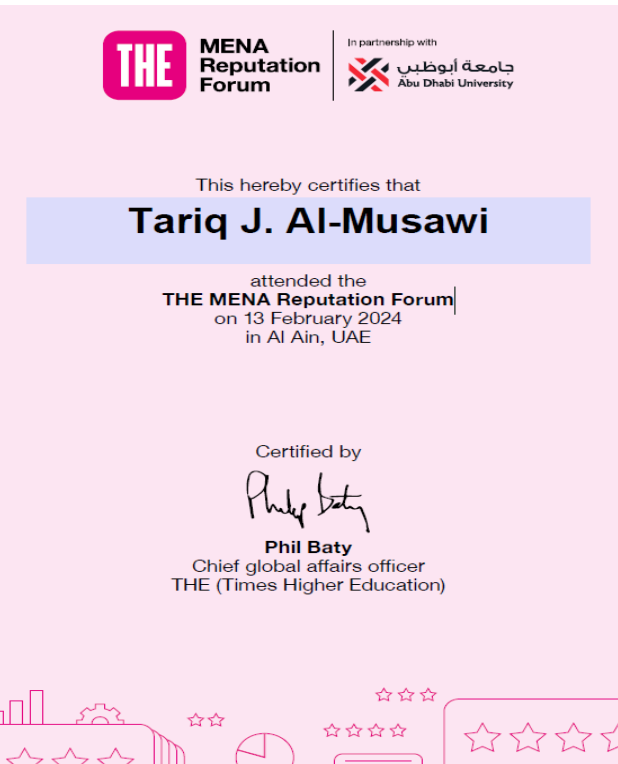 THE
MENA
Reputation
Forum
In partnership with
جامعة أبوظبي
Abu Dhabi University
This hereby certifies that
Tariq J. Al-Musawi
attended the
THE MENA Reputation Forum
on 13 February 2024
in Al Ain, UAE
Certified by
Philip Baty
Phil Baty
Chief global affairs officer
THE (Times Higher Education)